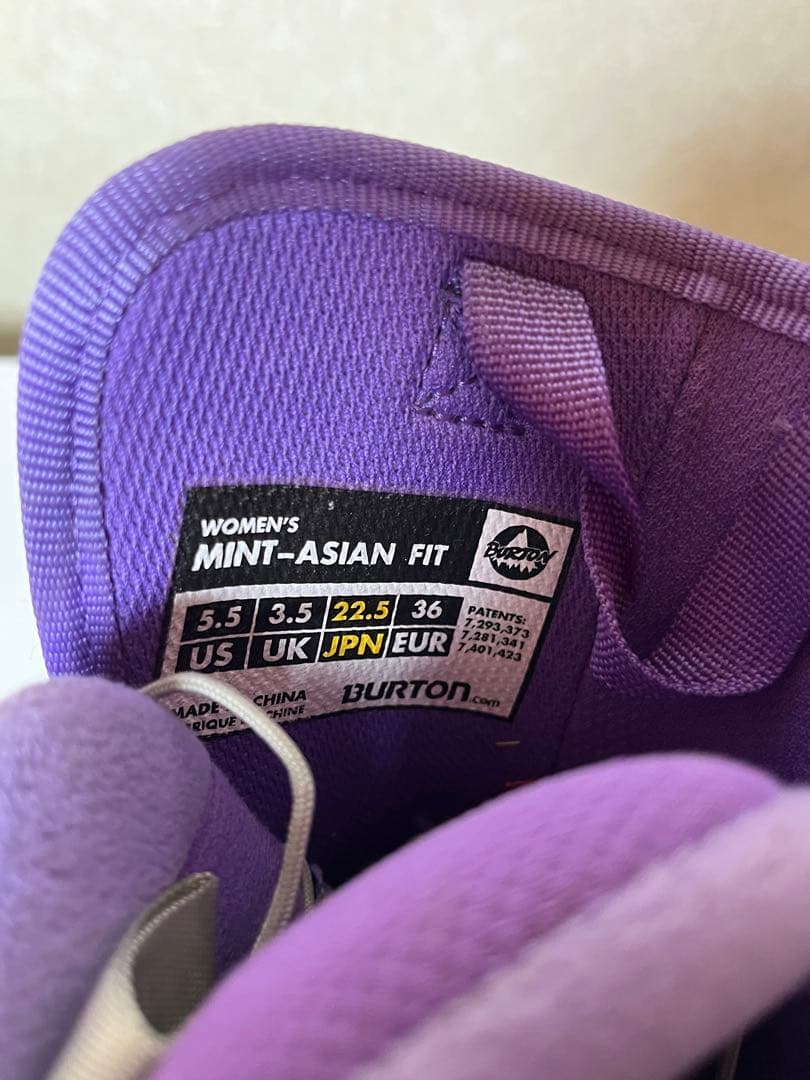 WOMEN'S
MINT-ASIAN FIT
BURTON
5.5 3.5 22.5 36
US UK JPN EUR
PATENTS:
7,293,373
7,281,341
7,401,423
MADE CHINA
BURTON.com
CHINE